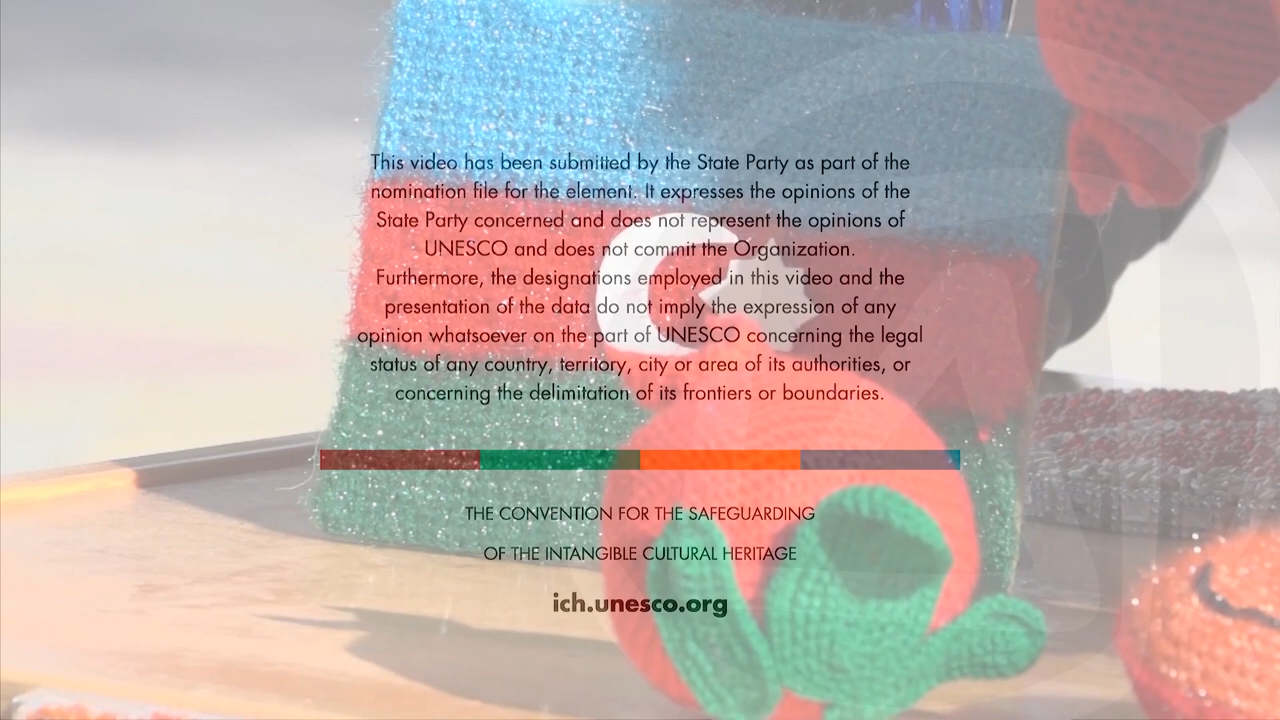 This video has been submitted by the State Party as part of the
nomination file for the element. It expresses the opinions of the
State Party concerned and does not represent the opinions of
UNESCO and does not commit the Organization.
Furthermore, the designations employed in this video and the
presentation of the data do not imply the expression of any
opinion whatsoever on the part of UNESCO concerning the legal
status of any country, territory, city or area of its authorities, or
concerning the delimitation of its frontiers or boundaries.
THE CONVENTION FOR THE SAFEGUARDING
OF THE INTANGIBLE CULTURAL HERITAGE
ich.unesco.org